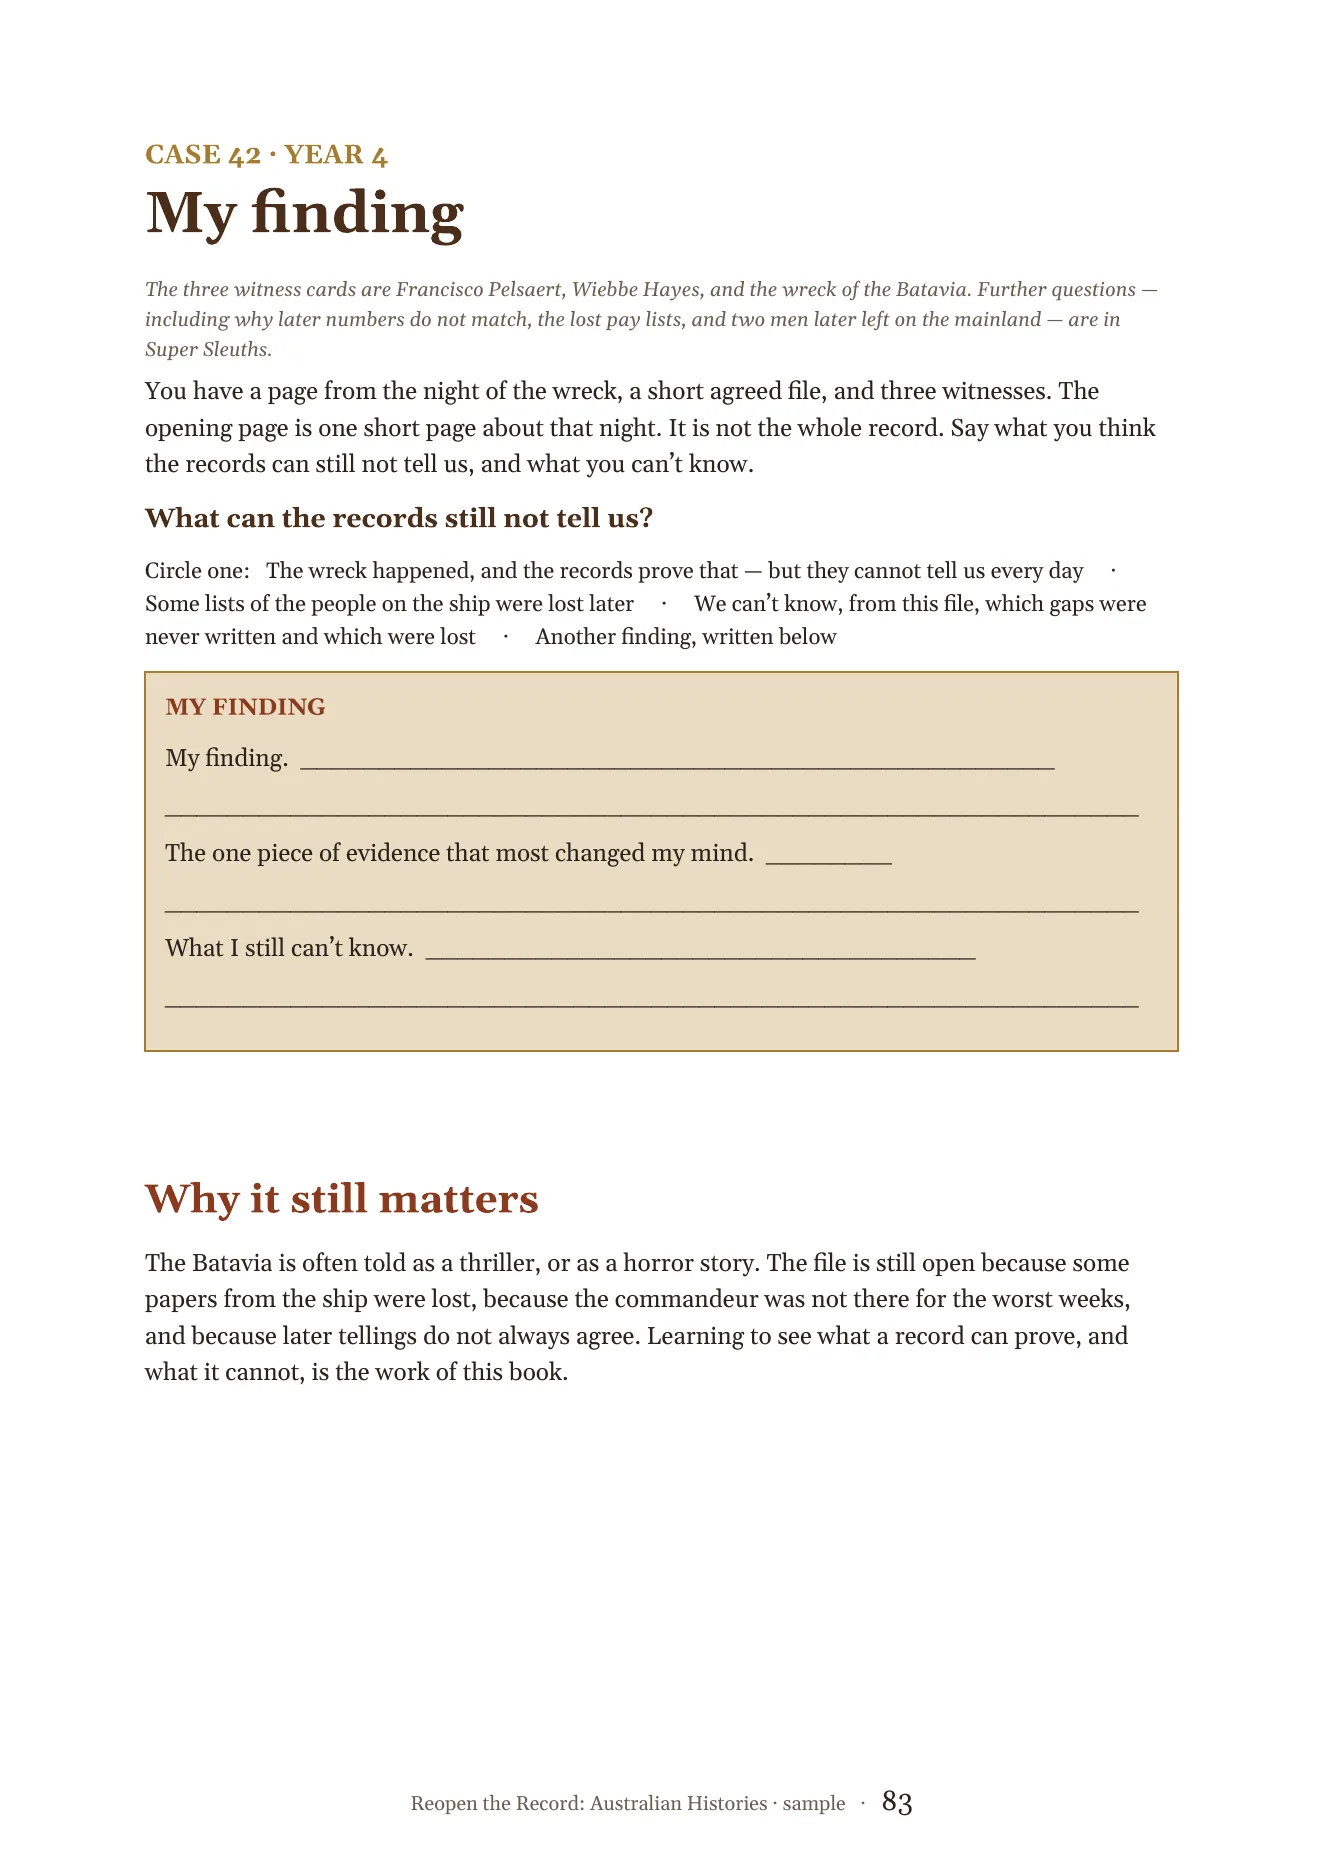 CASE 42 · YEAR 4
My finding
The three witness cards are Francisco Pelsaert, Wiebbe Hayes, and the wreck of the Batavia. Further questions —
including why later numbers do not match, the lost pay lists, and two men later left on the mainland — are in
Super Sleuths.
You have a page from the night of the wreck, a short agreed file, and three witnesses. The
opening page is one short page about that night. It is not the whole record. Say what you think
the records can still not tell us, and what you can’t know.
What can the records still not tell us?
Circle one: The wreck happened, and the records prove that — but they cannot tell us every day ·
Some lists of the people on the ship were lost later · We can’t know, from this file, which gaps were
never written and which were lost · Another finding, written below
MY FINDING
My finding. ____________________________________________________________
The one piece of evidence that most changed my mind. __________
What I still can’t know. ____________________________________________
Why it still matters
The Batavia is often told as a thriller, or as a horror story. The file is still open because some
papers from the ship were lost, because the commandeur was not there for the worst weeks,
and because later tellings do not always agree. Learning to see what a record can prove, and
what it cannot, is the work of this book.
Reopen the Record: Australian Histories · sample · 83